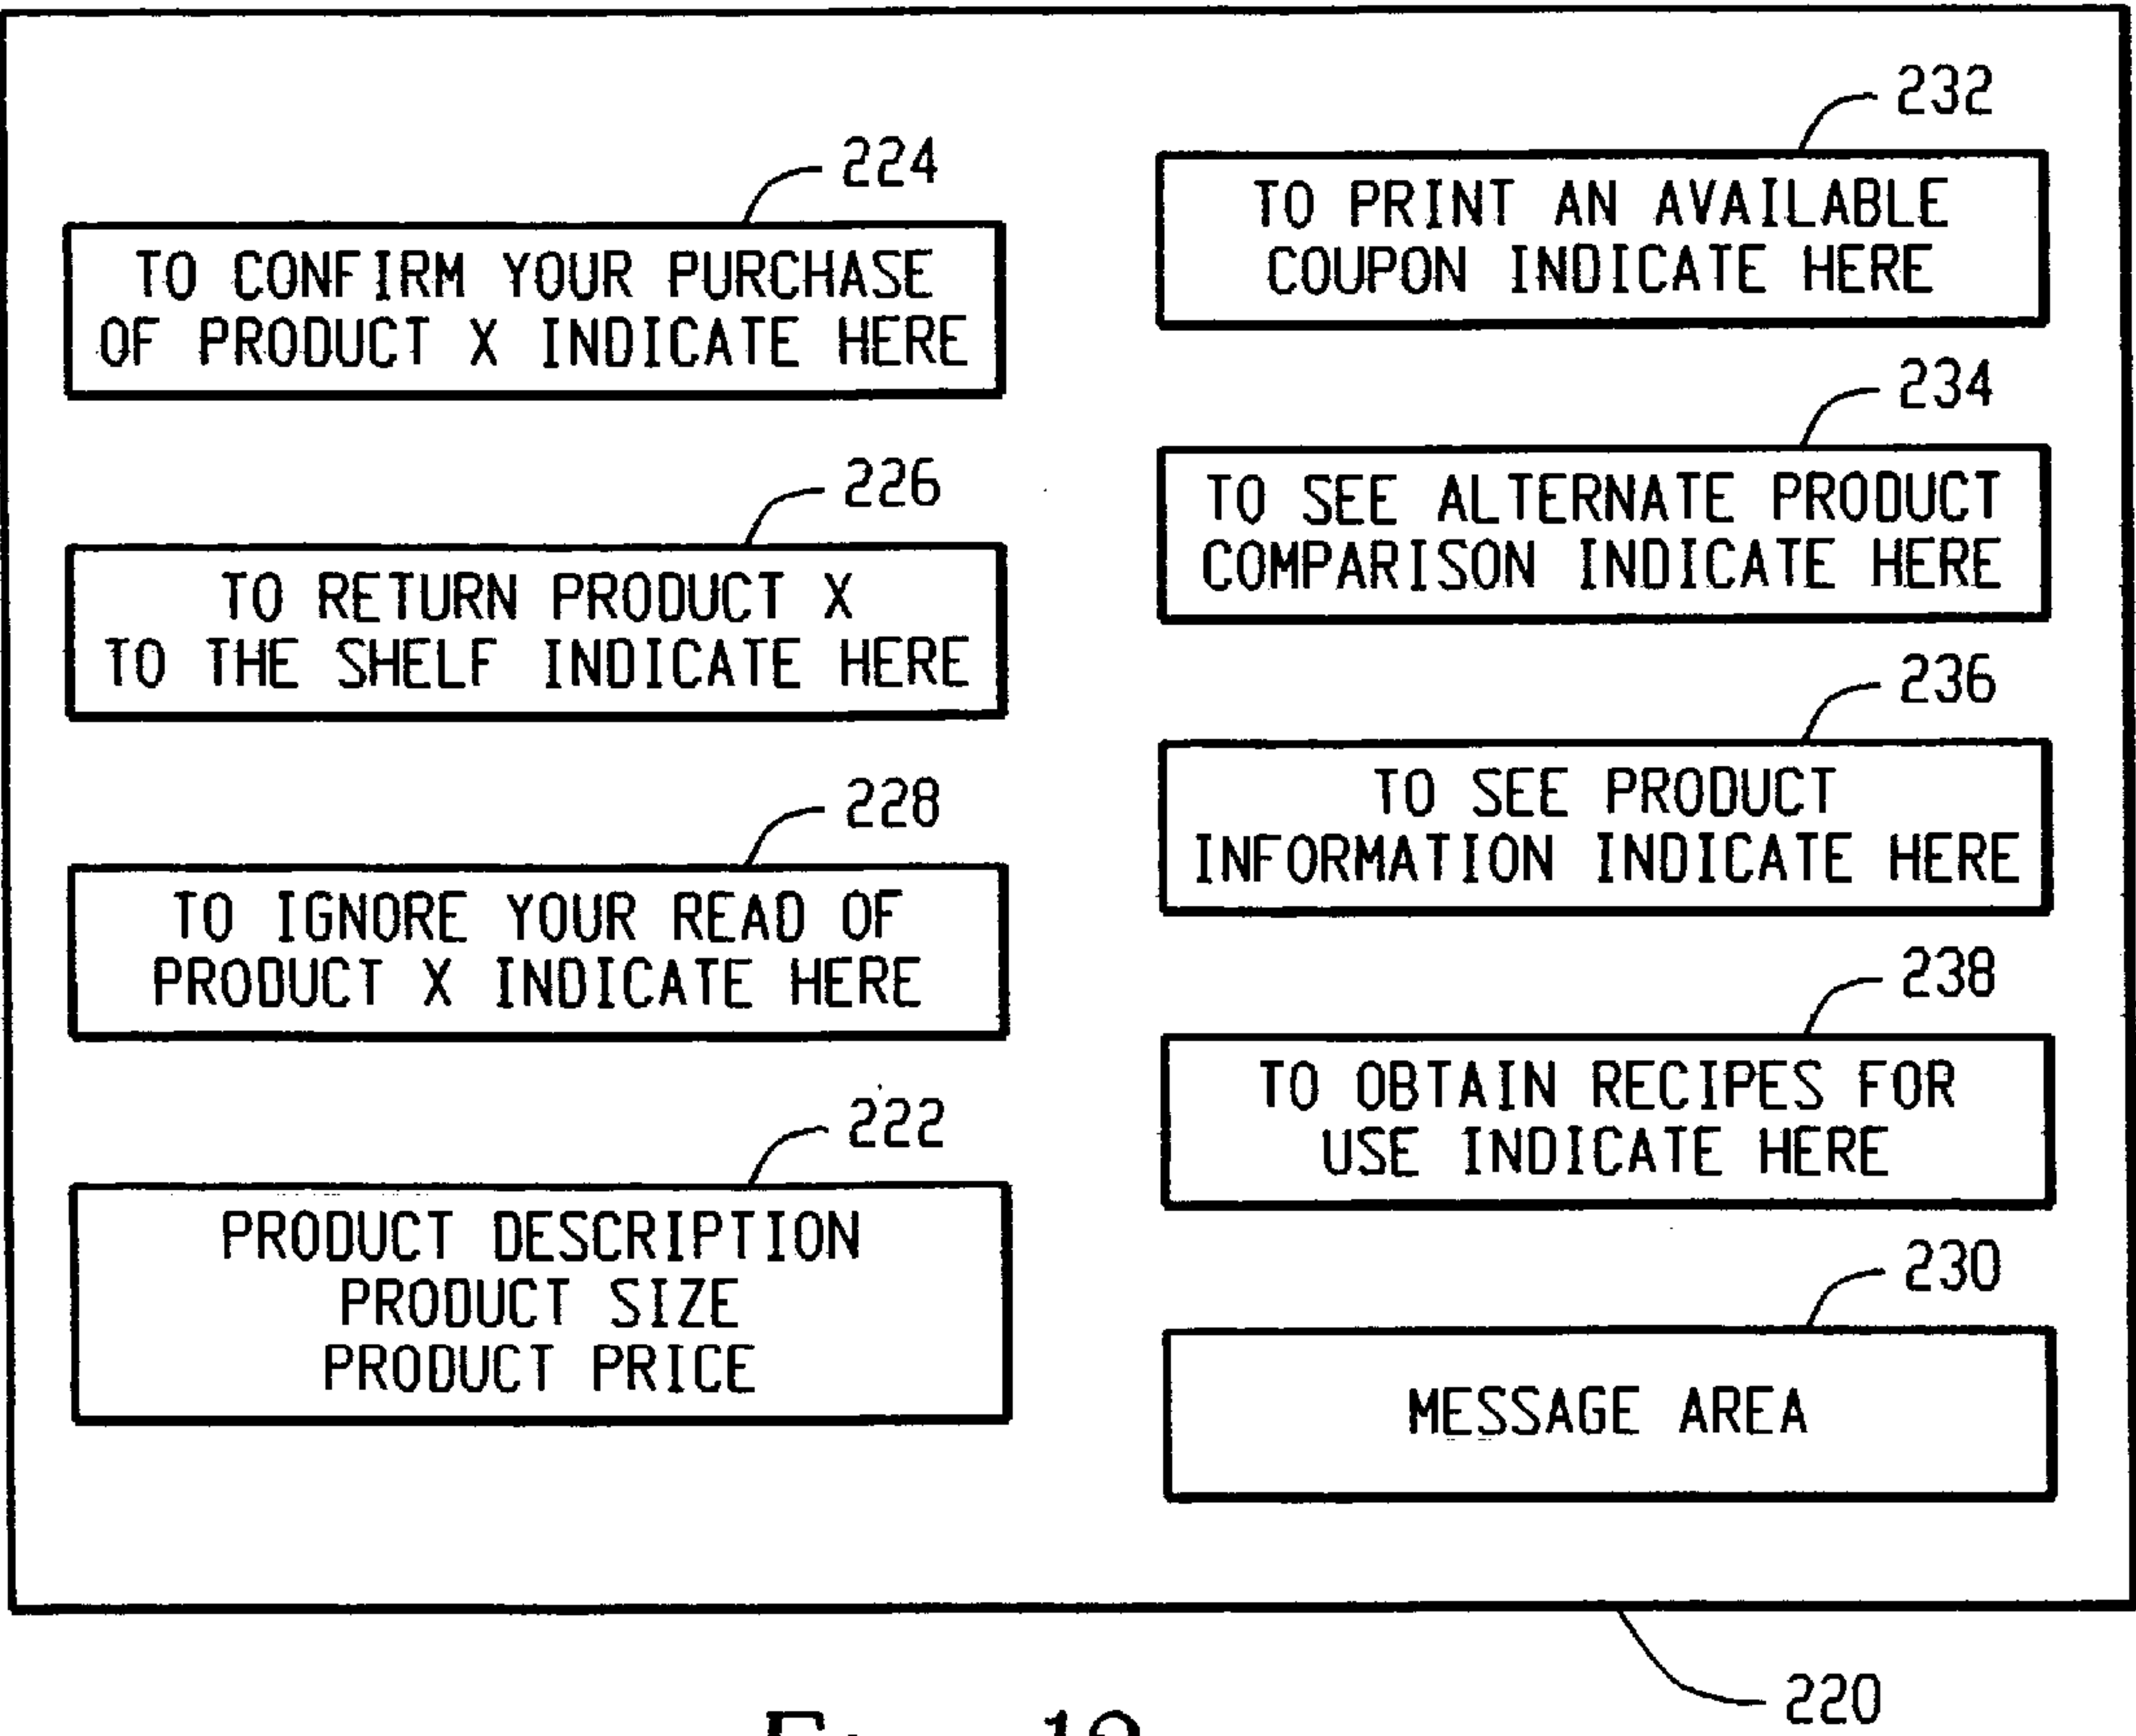 224
TO CONFIRM YOUR PURCHASE
OF PRODUCT X INDICATE HERE
226
TO RETURN PRODUCT X
TO THE SHELF INDICATE HERE
228
TO IGNORE YOUR READ OF
PRODUCT X INDICATE HERE
222
PRODUCT DESCRIPTION
PRODUCT SIZE
PRODUCT PRICE
232
TO PRINT AN AVAILABLE
COUPON INDICATE HERE
234
TO SEE ALTERNATE PRODUCT
COMPARISON INDICATE HERE
236
TO SEE PRODUCT
INFORMATION INDICATE HERE
238
TO OBTAIN RECIPES FOR
USE INDICATE HERE
230
MESSAGE AREA
220